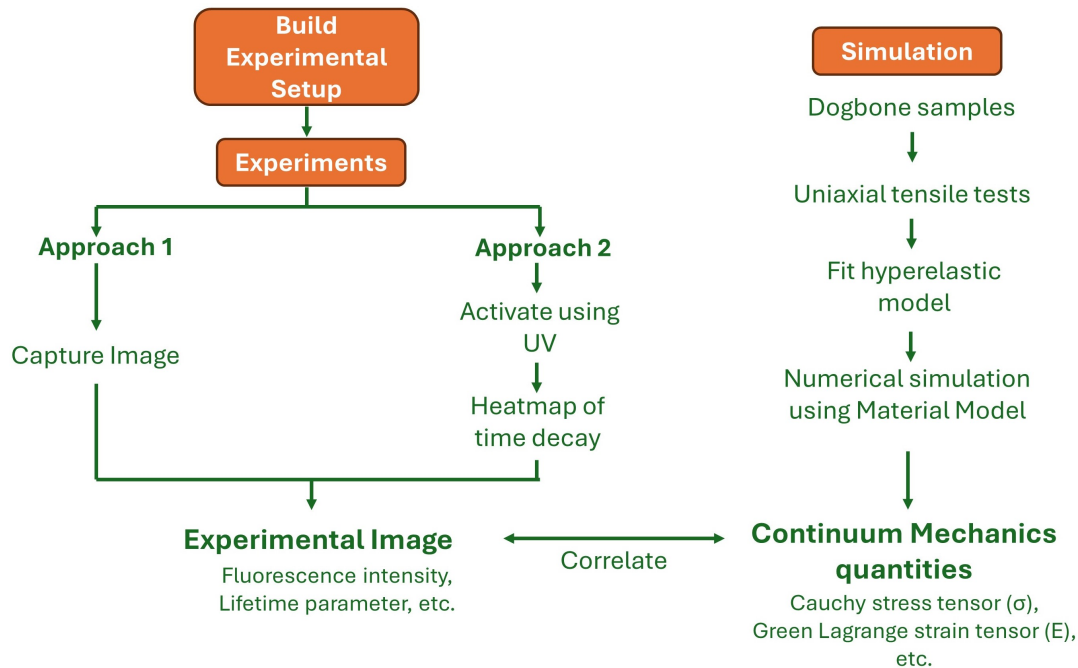 Build
Experimental
Setup
Experiments
Approach 1
Capture Image
Approach 2
Activate using
UV
Heatmap of
time decay
Experimental Image
Fluorescence intensity,
Lifetime parameter, etc.
Correlate
Simulation
Dogbone samples
Uniaxial tensile tests
Fit hyperelastic
model
Numerical simulation
using Material Model
Continuum Mechanics
quantities
Cauchy stress tensor (σ),
Green Lagrange strain tensor (E),
etc.